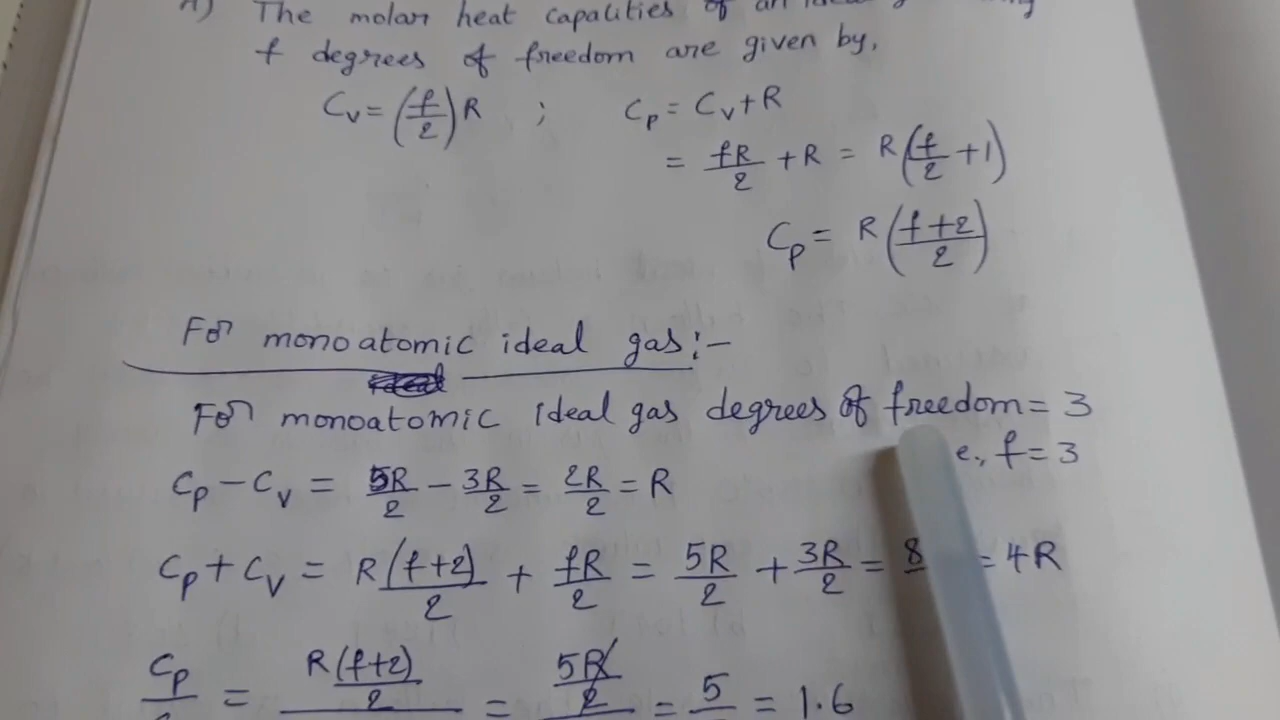 The molar heat capalities of an
f degrees of freedom are given by,
Cv = (f/2) R ; Cp = Cv + R
= fR/2 + R = R(f/2 + 1)
Cp = R(f+2/2)
For monoatomic ideal gas :-
For monoatomic ideal gas degrees of freedom = 3
e., f = 3
Cp - Cv = 5R/2 - 3R/2 = 2R/2 = R
Cp + Cv = R(f+2)/2 + fR/2 = 5R/2 + 3R/2 = 8 = 4R
Cp = R(f+2)/2 = 5R/2 = 5 = 1.6